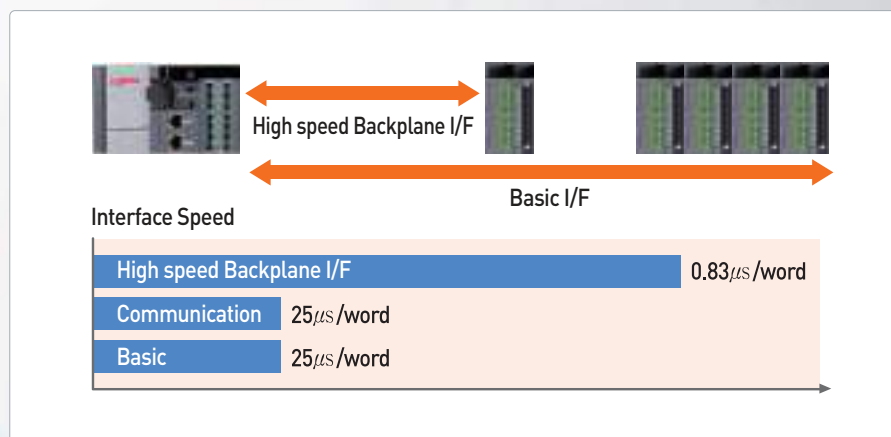 High speed Backplane I/F
Basic I/F
Interface Speed
High speed Backplane I/F 0.83μs/word
Communication 25μs/word
Basic 25μs/word